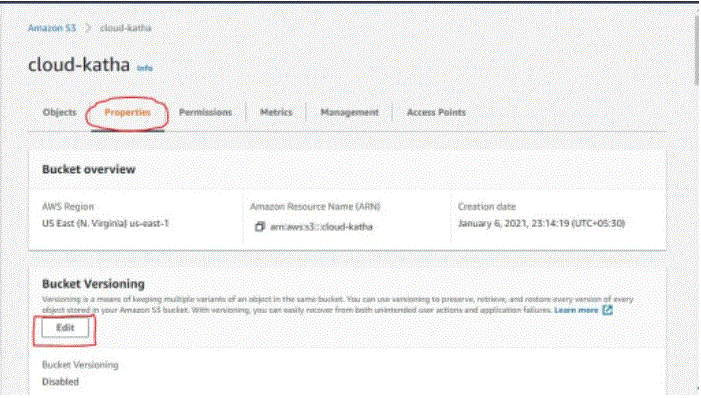 Amazon S3 > cloud-katha
cloud-katha Info
Objects Properties Permissions Metrics Management Access Points
Bucket overview
AWS Region Amazon Resource Name (ARN) Creation date
US East (N. Virginia) us-east-1 arn:aws:s3:::cloud-katha January 6, 2021, 23:14:19 (UTC+05:30)
Bucket Versioning
Versioning is a means of keeping multiple variants of an object in the same bucket. You can use versioning to preserve, retrieve, and restore every version of every
object stored in your Amazon S3 bucket. With versioning, you can easily recover from both unintended user actions and application failures. Learn more
Edit
Bucket Versioning
Disabled